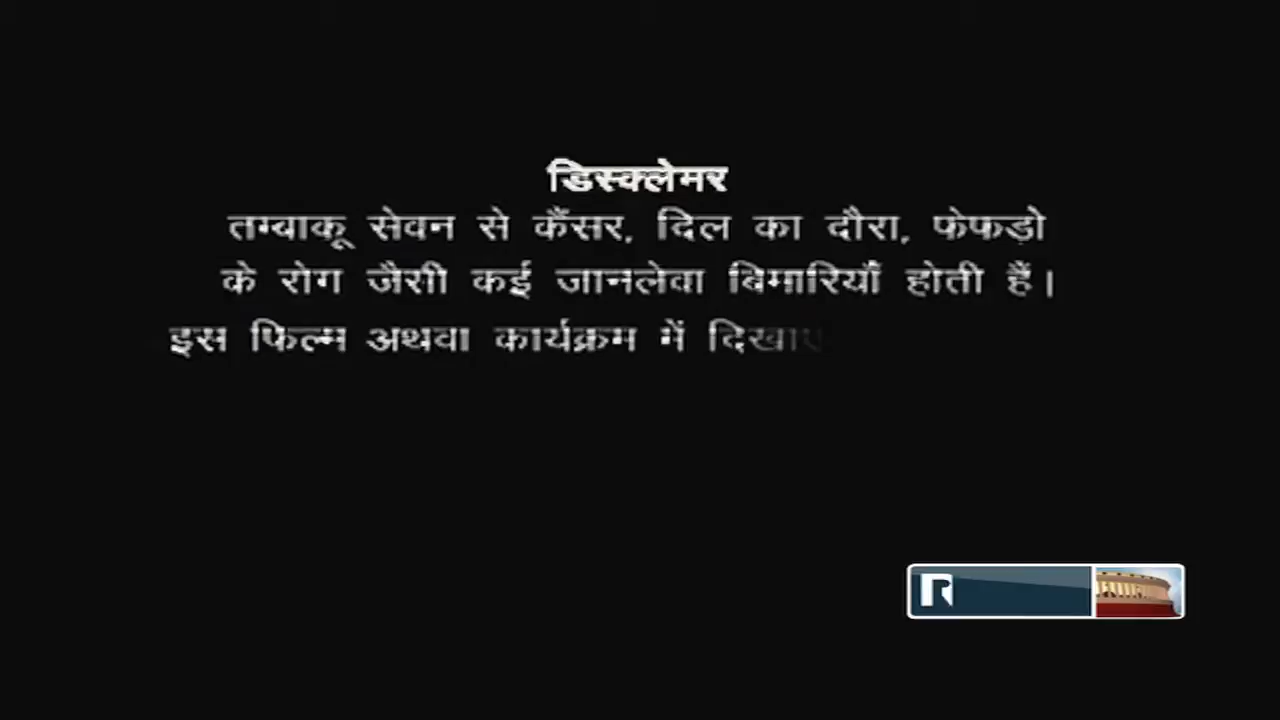 डिस्क्लेमर
तम्बाकू सेवन से कैंसर, दिल का दौरा, फेफड़ो
के रोग जैसी कई जानलेवा बिमारियाँ होती हैं।
इस फिल्म अथवा कार्यक्रम में दिखाए
R